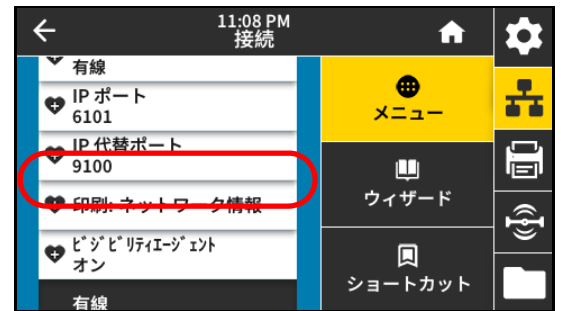 11:08 PM
接続
有線
IP ポート
6101
IP 代替ポート
9100
印刷: ネットワーク情報
ﾋﾞｼﾞﾋﾞﾘﾃｨｴｰｼﾞｪﾝﾄ
オン
有線
メニュー
ウィザード
ショートカット